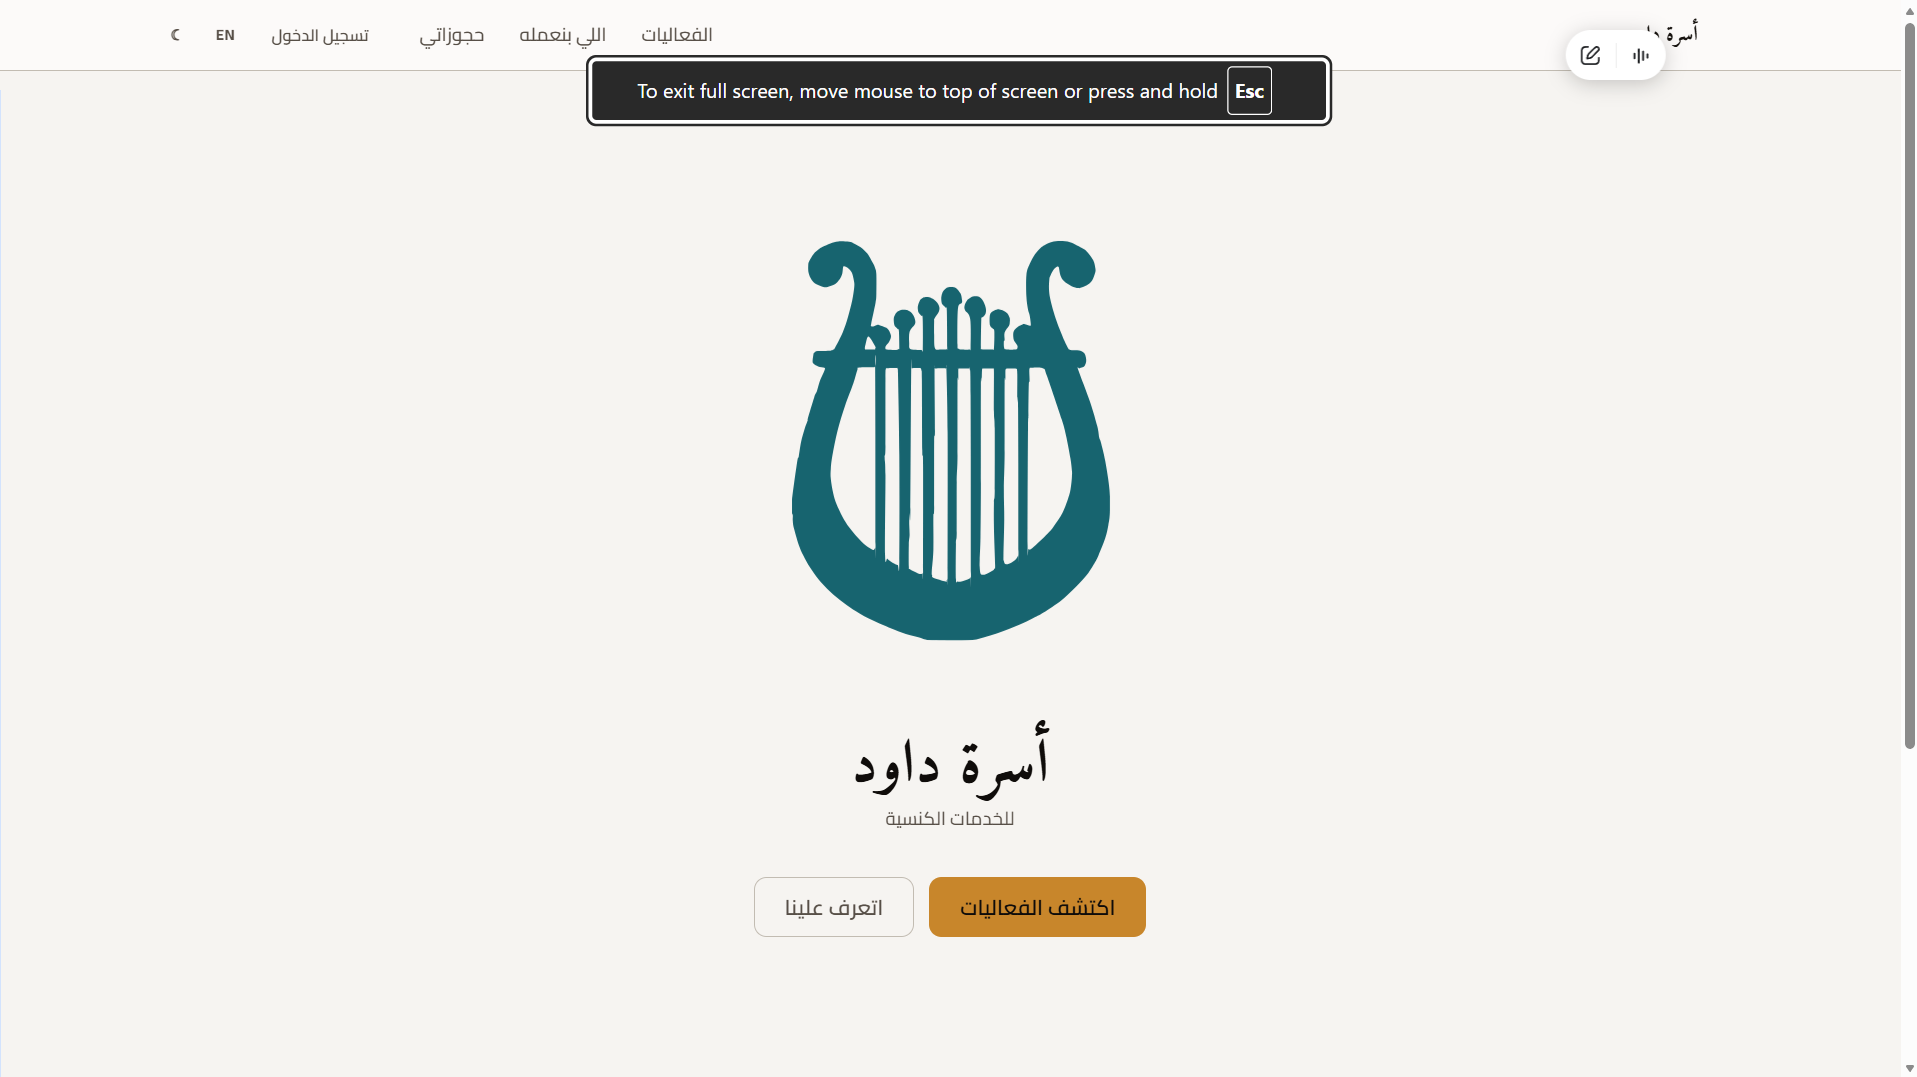 أسرة
الفعاليات
اللي بنعمله
حجوزاتي
تسجيل الدخول
EN
To exit full screen, move mouse to top of screen or press and hold Esc
أسرة داود
للخدمات الكنسية
اكتشف الفعاليات
اتعرف علينا